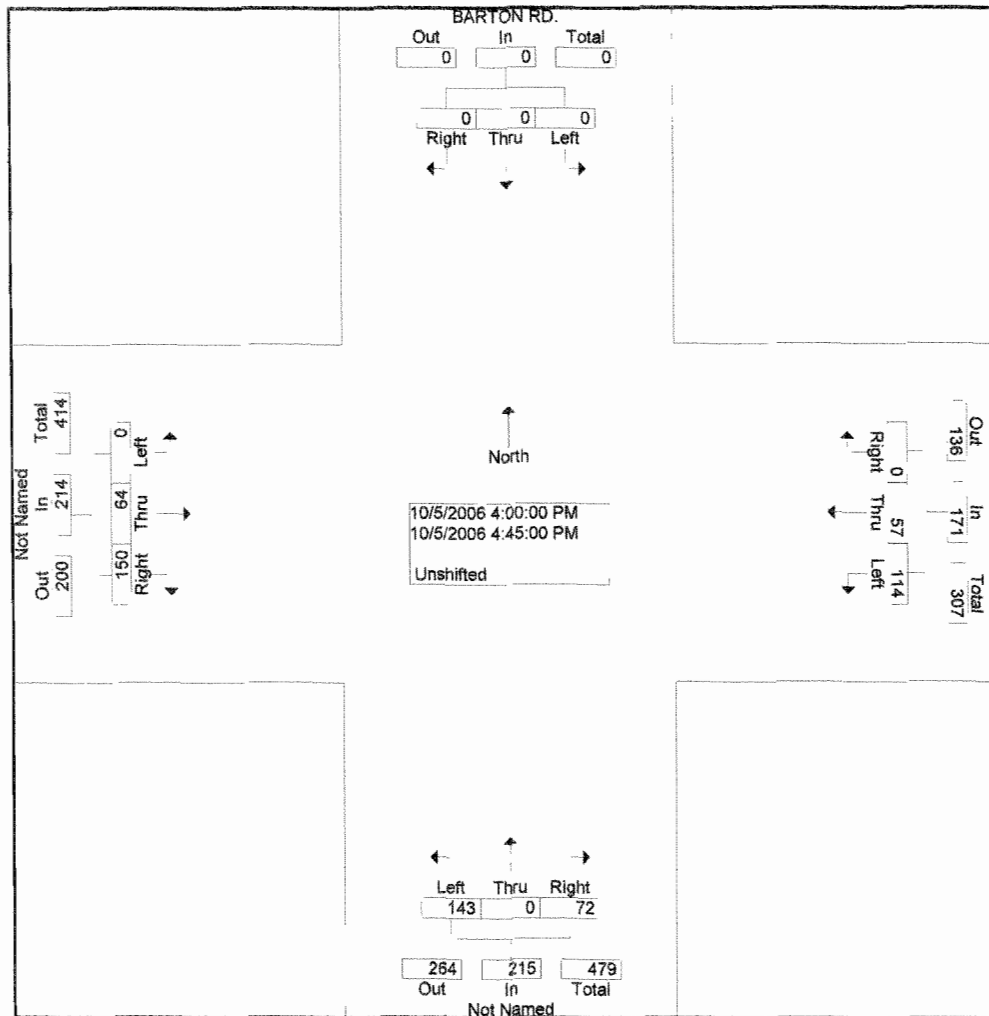 BARTON RD.
Out In Total
0 0 0
0 0 0
Right Thru Left
Not Named
Total 414
In 214
Out 200
0 Left
64 Thru
150 Right
North
10/5/2006 4:00:00 PM
10/5/2006 4:45:00 PM
Unshifted
Right 0
Thru 57
Left 114
Out 136
In 171
Total 307
Left Thru Right
143 0 72
264 215 479
Out In Total
Not Named